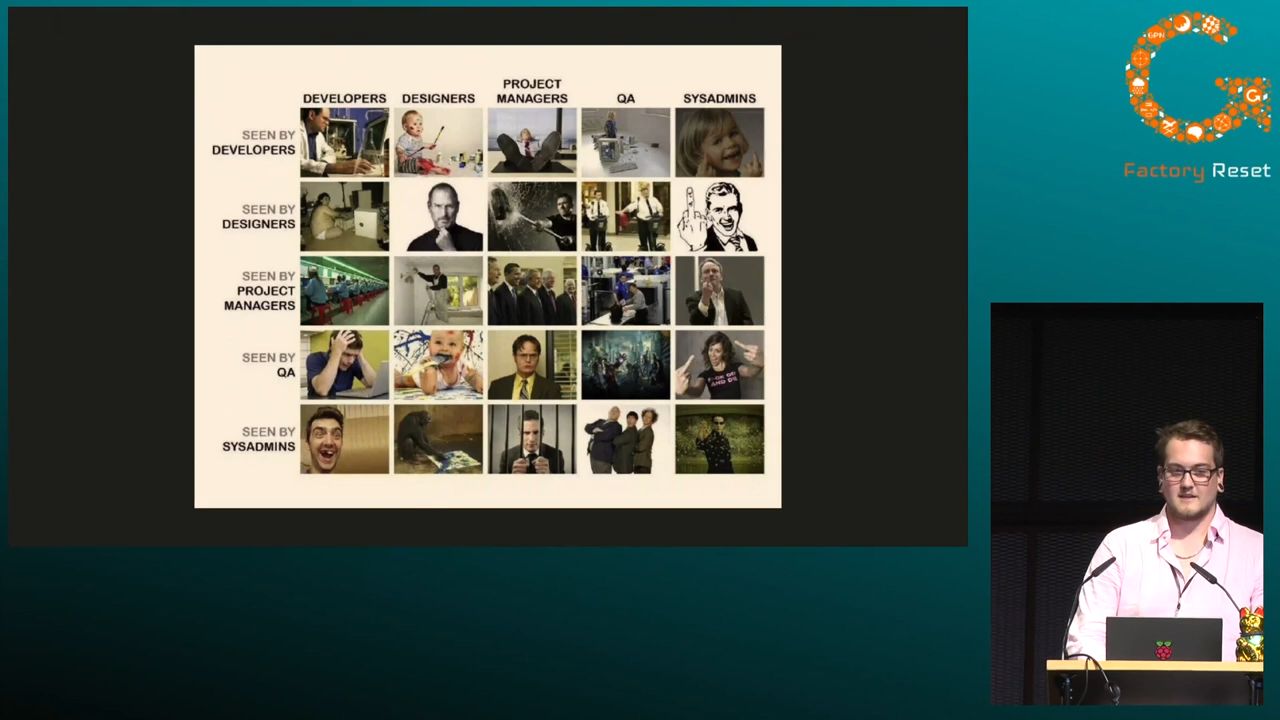 DEVELOPERS DESIGNERS PROJECT MANAGERS QA SYSADMINS
SEEN BY
DEVELOPERS
SEEN BY
DESIGNERS
SEEN BY
PROJECT
MANAGERS
SEEN BY
QA
SEEN BY
SYSADMINS
GPN
G
Factory Reset